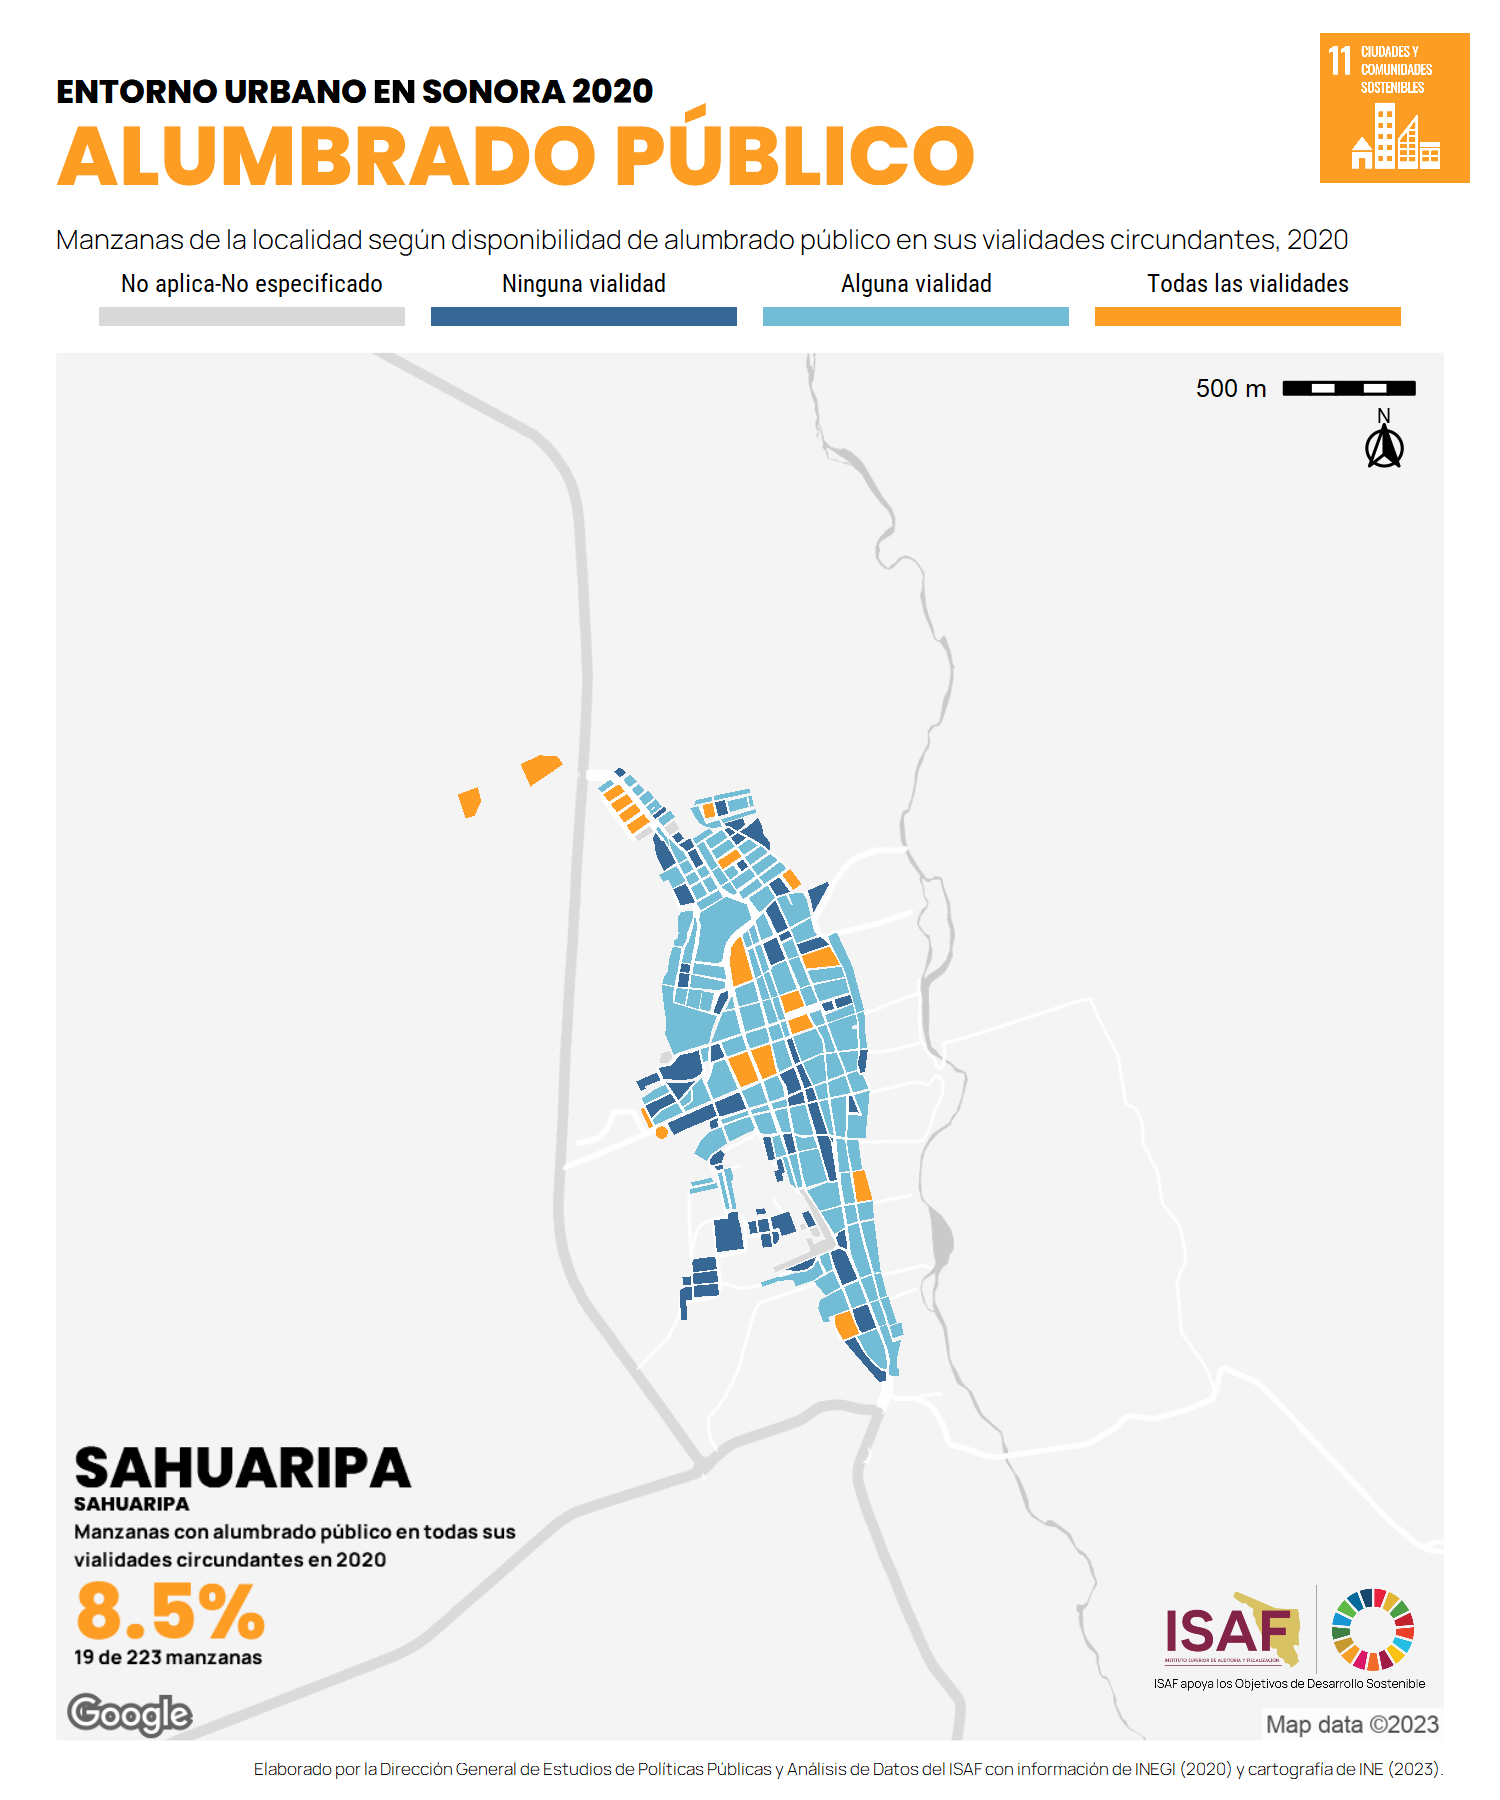 11 CIUDADES Y
COMUNIDADES
SOSTENIBLES
ENTORNO URBANO EN SONORA 2020
ALUMBRADO PÚBLICO
Manzanas de la localidad según disponibilidad de alumbrado público en sus vialidades circundantes, 2020
No aplica-No especificado
Ninguna vialidad
Alguna vialidad
Todas las vialidades
500 m
N
SAHUARIPA
SAHUARIPA
Manzanas con alumbrado público en todas sus
vialidades circundantes en 2020
8.5%
19 de 223 manzanas
Google
ISAF
INSTITUTO SUPERIOR DE AUDITORÍA Y FISCALIZACIÓN
ISAF apoya los Objetivos de Desarrollo Sostenible
Map data ©2023
Elaborado por la Dirección General de Estudios de Políticas Públicas y Análisis de Datos del ISAF con información de INEGI (2020) y cartografía de INE (2023).